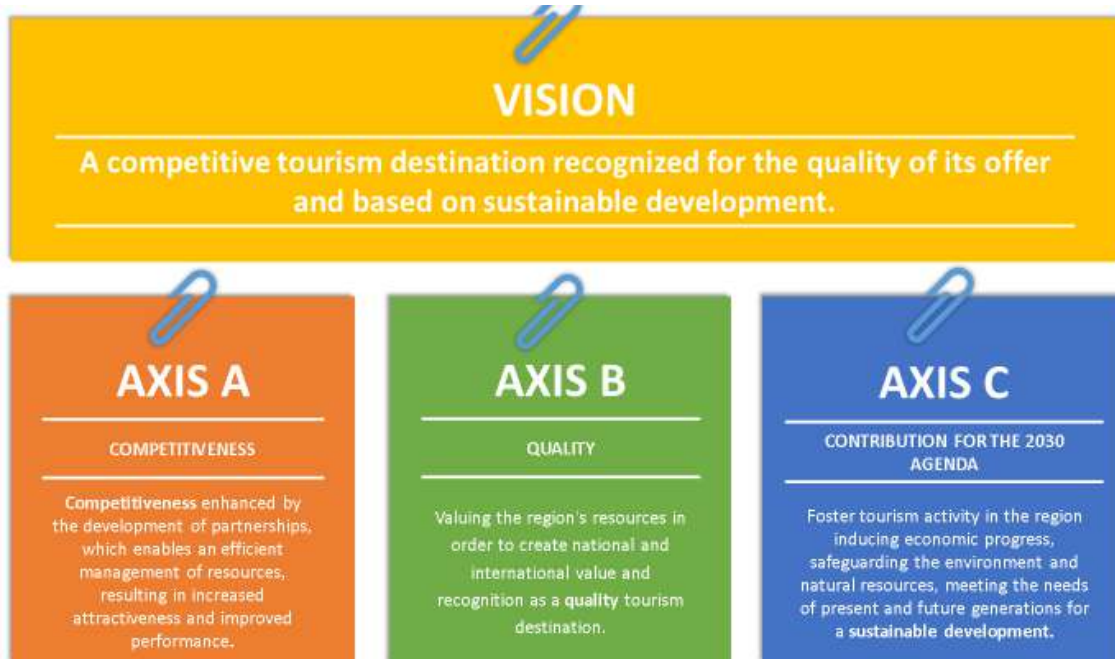 VISION
A competitive tourism destination recognized for the quality of its offer
and based on sustainable development.
AXIS A
COMPETITIVENESS
Competitiveness enhanced by
the development of partnerships,
which enables an efficient
management of resources,
resulting in increased
attractiveness and improved
performance.
AXIS B
QUALITY
Valuing the region's resources in
order to create national and
international value and
recognition as a quality tourism
destination.
AXIS C
CONTRIBUTION FOR THE 2030
AGENDA
Foster tourism activity in the region
inducing economic progress,
safeguarding the environment and
natural resources, meeting the needs
of present and future generations for
a sustainable development.